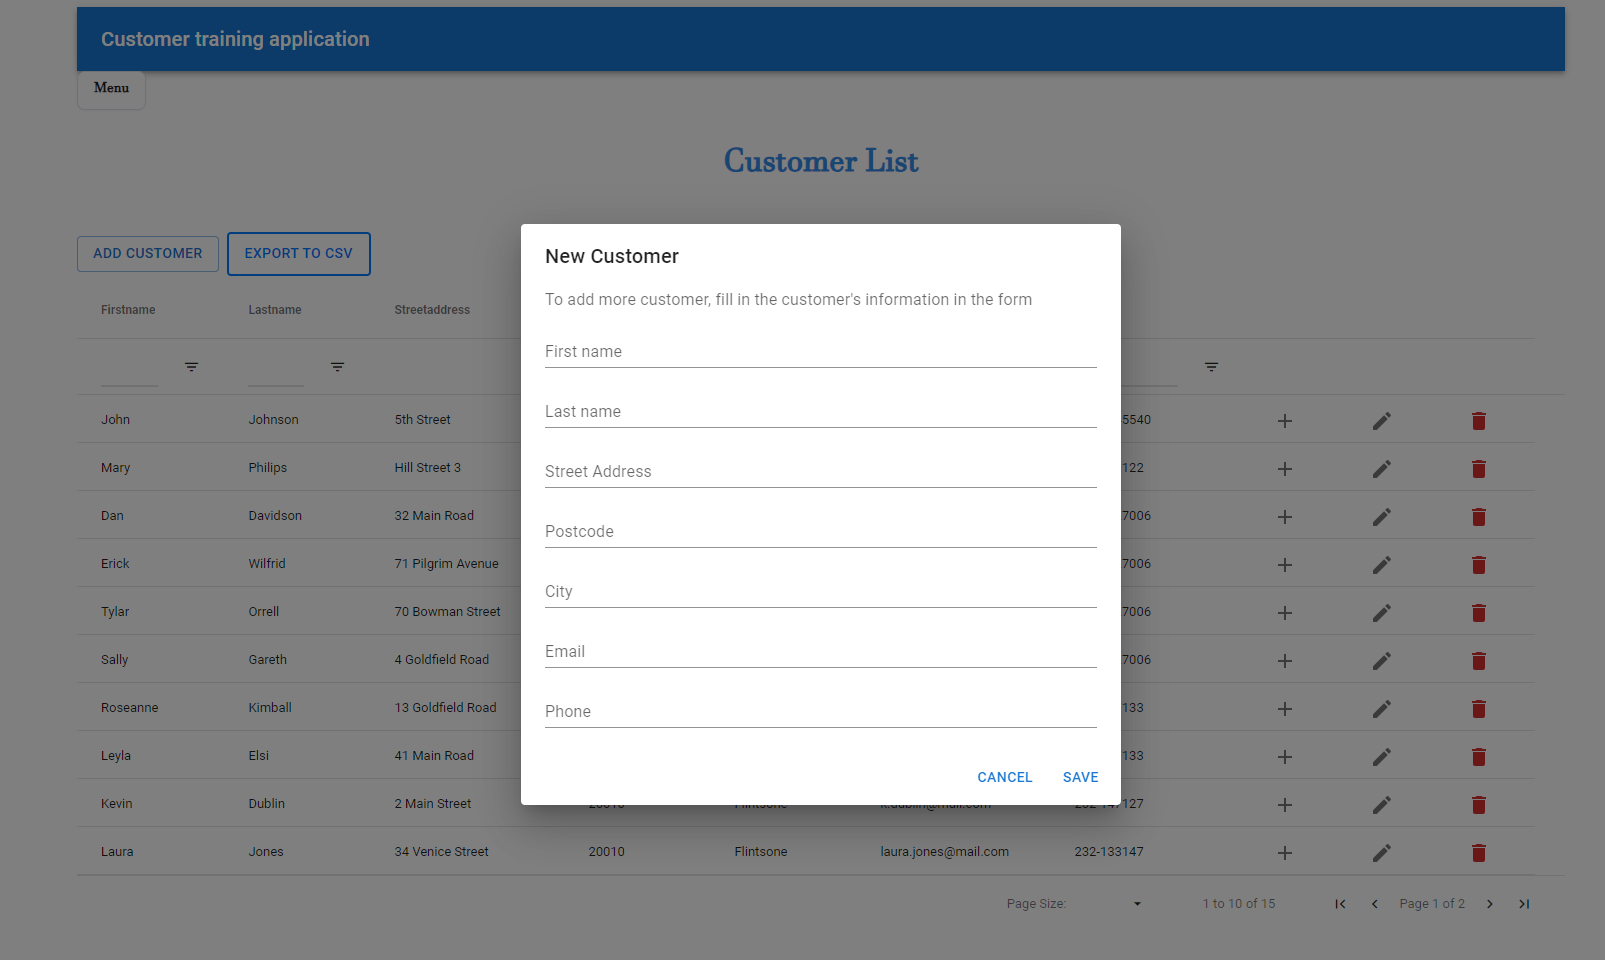 Customer training application
Menu
Customer List
ADD CUSTOMER EXPORT TO CSV
New Customer
To add more customer, fill in the customer's information in the form
First name
Last name
Street Address
Postcode
City
Email
Phone
CANCEL SAVE
Firstname Lastname Streetaddress
John Johnson 5th Street 5540
Mary Philips Hill Street 3 122
Dan Davidson 32 Main Road 7006
Erick Wilfrid 71 Pilgrim Avenue 7006
Tylar Orrell 70 Bowman Street 7006
Sally Gareth 4 Goldfield Road 7006
Roseanne Kimball 13 Goldfield Road 133
Leyla Elsi 41 Main Road 133
Kevin Dublin 2 Main Street Flintsone k.dublin@mail.com 127
Laura Jones 34 Venice Street 20010 Flintsone laura.jones@mail.com 232-133147
Page Size: 1 to 10 of 15 Page 1 of 2